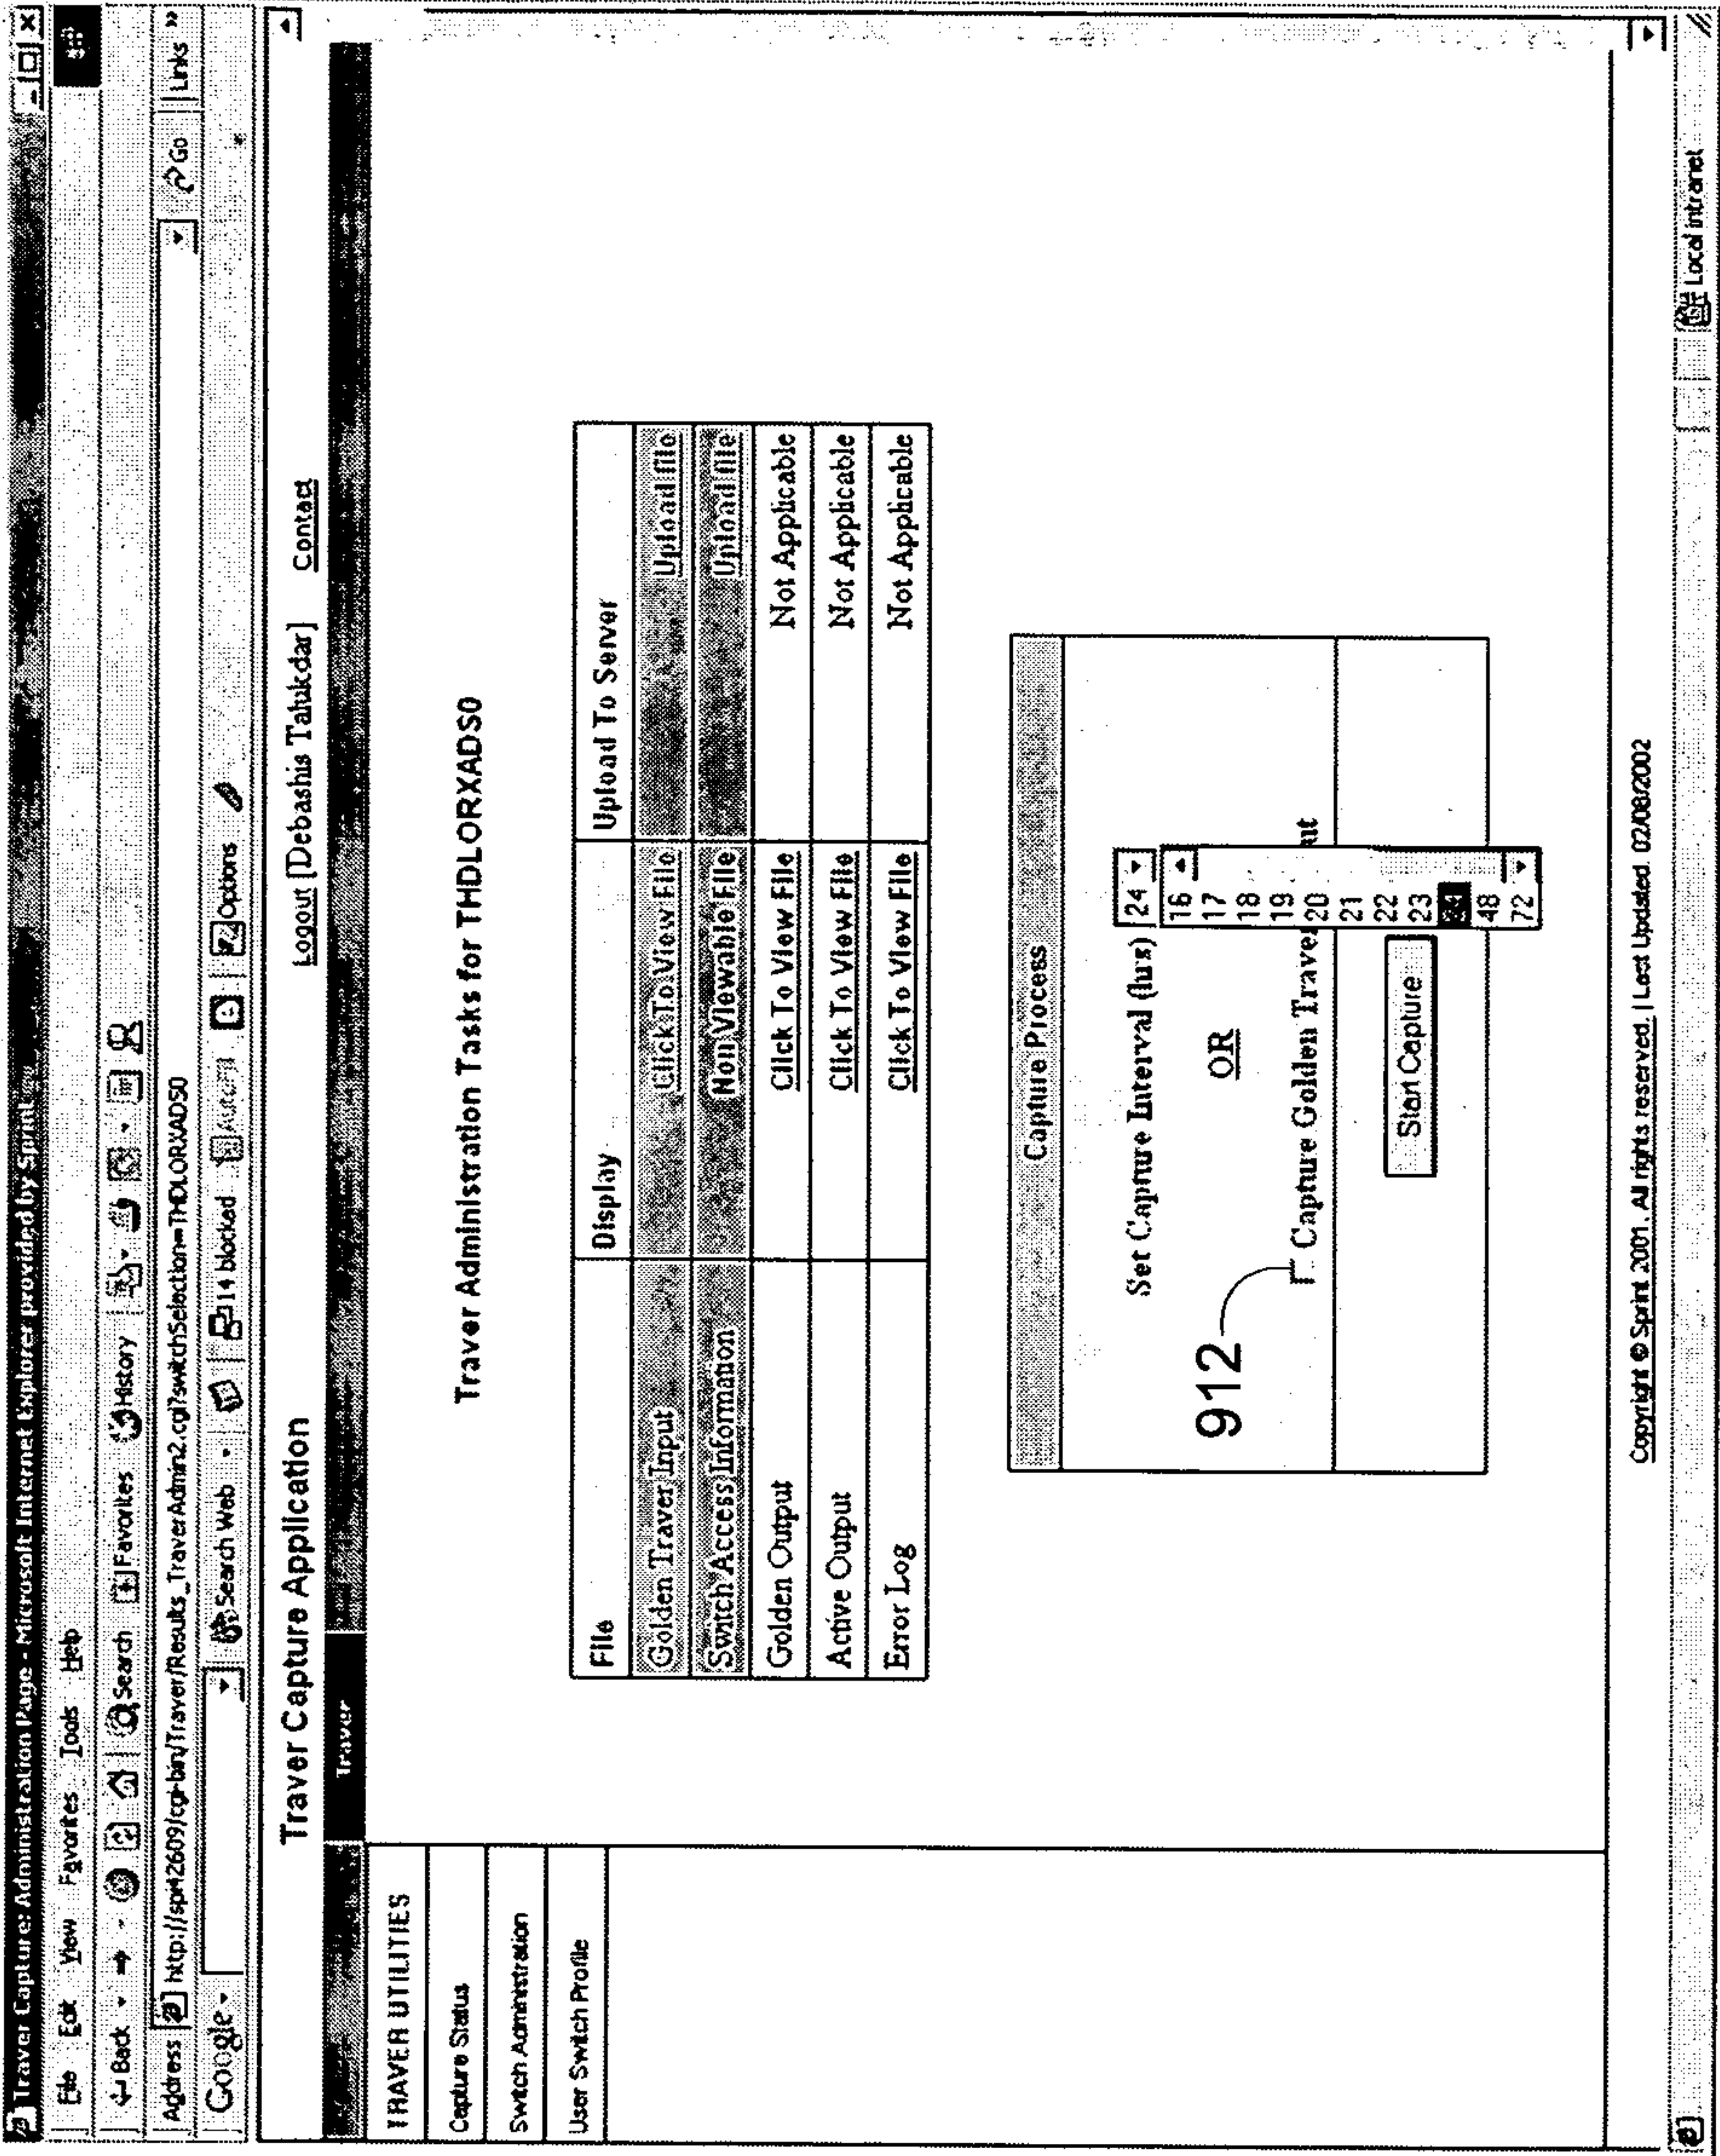 Traver Capture: Administration Page - Microsoft Internet Explorer provided by Sprint
File Edit View Favorites Tools Help
Back Search Favorites History
Address http://spi42609/cgi-bin/Traver/Results_TraverAdmin2.cgi?switchSelection=THDLORXADS0 Go Links »
Google Search Web 14 blocked AutoFill Options
Traver Capture Application
Logout [Debashis Talukdar] Contact
Traver
TRAVER UTILITIES
Capture Status
Switch Administration
User Switch Profile
Traver Administration Tasks for THDLORXADS0
File Display Upload To Server
Golden Traver Input Click To View File Upload file
Switch Access Information Non Viewable File Upload file
Golden Output Click To View File Not Applicable
Active Output Click To View File Not Applicable
Error Log Click To View File Not Applicable
Capture Process
Set Capture Interval (hrs) 24
16
17
18
19
20
21
22
23
24
48
72
OR
912
Capture Golden Traver
Start Capture
Copyright © Sprint 2001. All rights reserved. | Last Updated. 02/08/2002
Local intranet